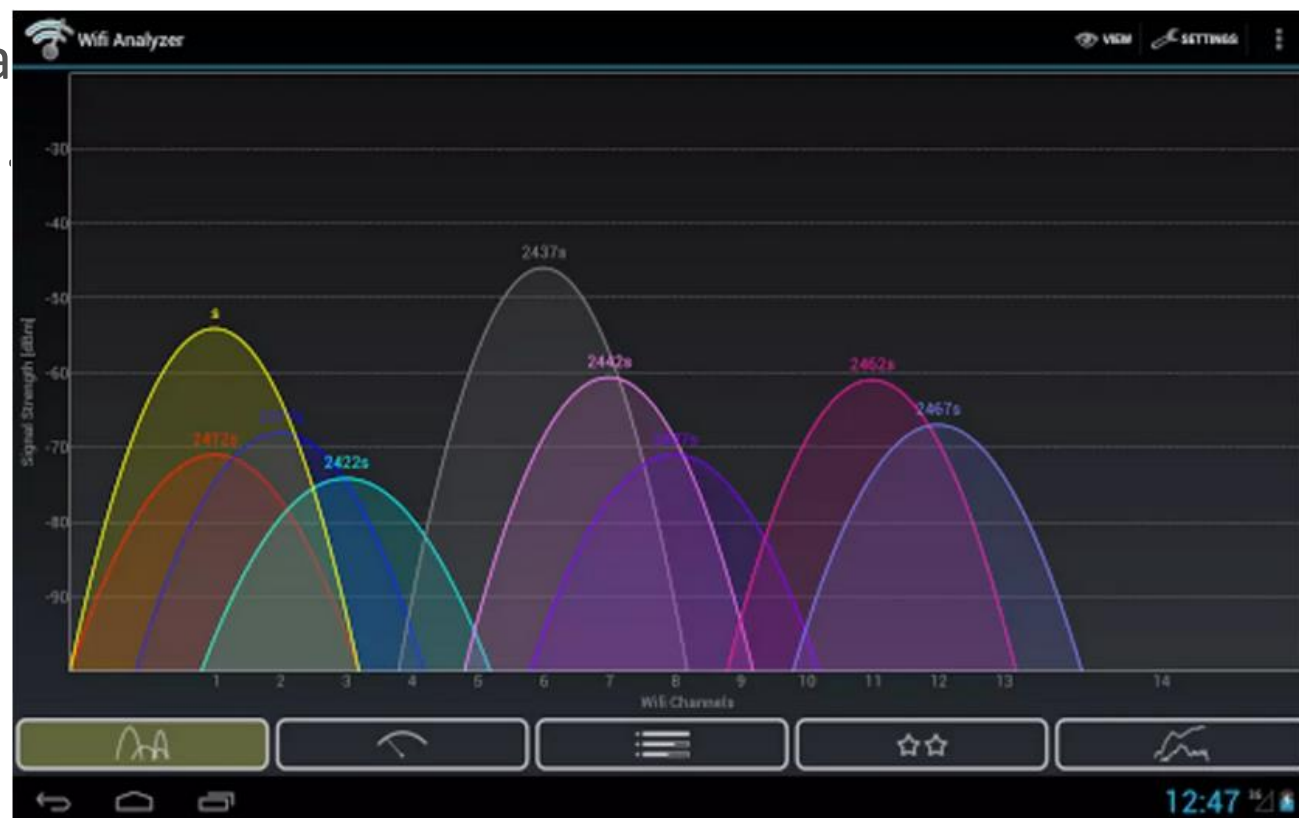 a
Wifi Analyzer
VIEW
SETTINGS
-30
-40
2437s
-50
s
2442s
2462s
-60
2467s
-70
2412s
2422s
-80
-90
Signal Strength [dBm]
1 2 3 4 5 6 7 8 9 10 11 12 13 14
Wifi Channels
12:47